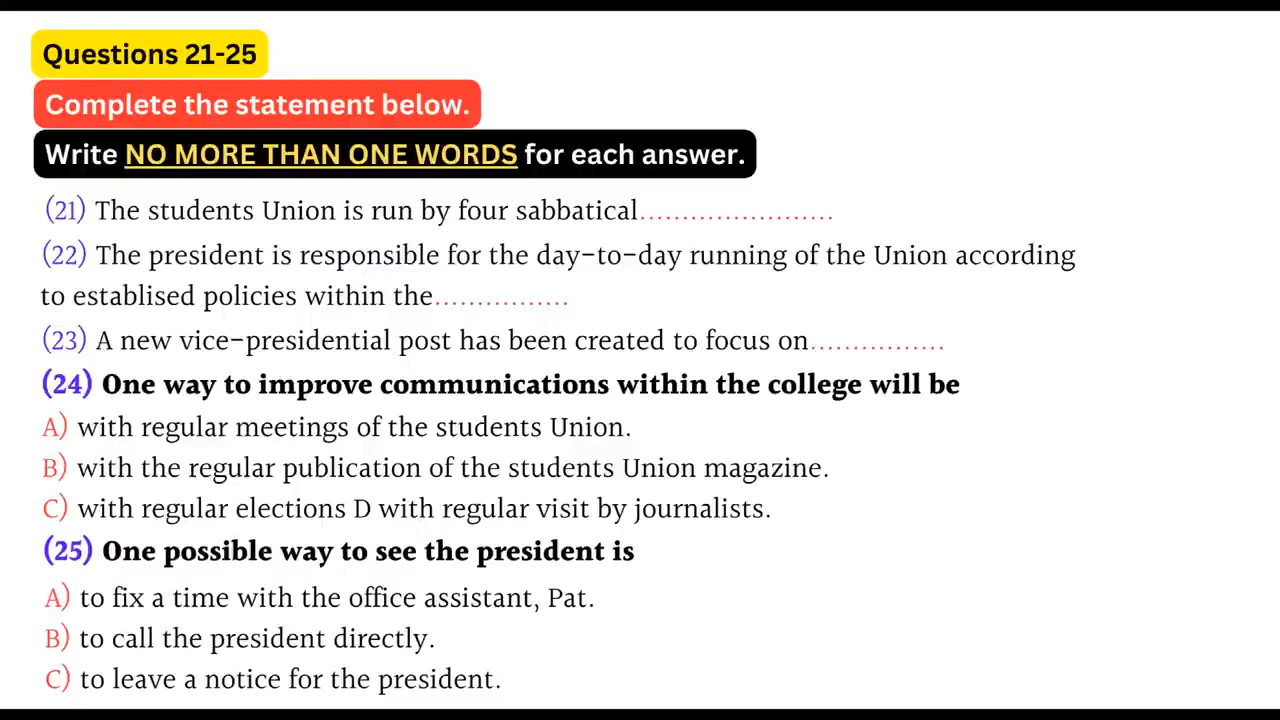 Questions 21-25
Complete the statement below.
Write NO MORE THAN ONE WORDS for each answer.
(21) The students Union is run by four sabbatical.......................
(22) The president is responsible for the day-to-day running of the Union according
to establised policies within the................
(23) A new vice-presidential post has been created to focus on................
(24) One way to improve communications within the college will be
A) with regular meetings of the students Union.
B) with the regular publication of the students Union magazine.
C) with regular elections D with regular visit by journalists.
(25) One possible way to see the president is
A) to fix a time with the office assistant, Pat.
B) to call the president directly.
C) to leave a notice for the president.